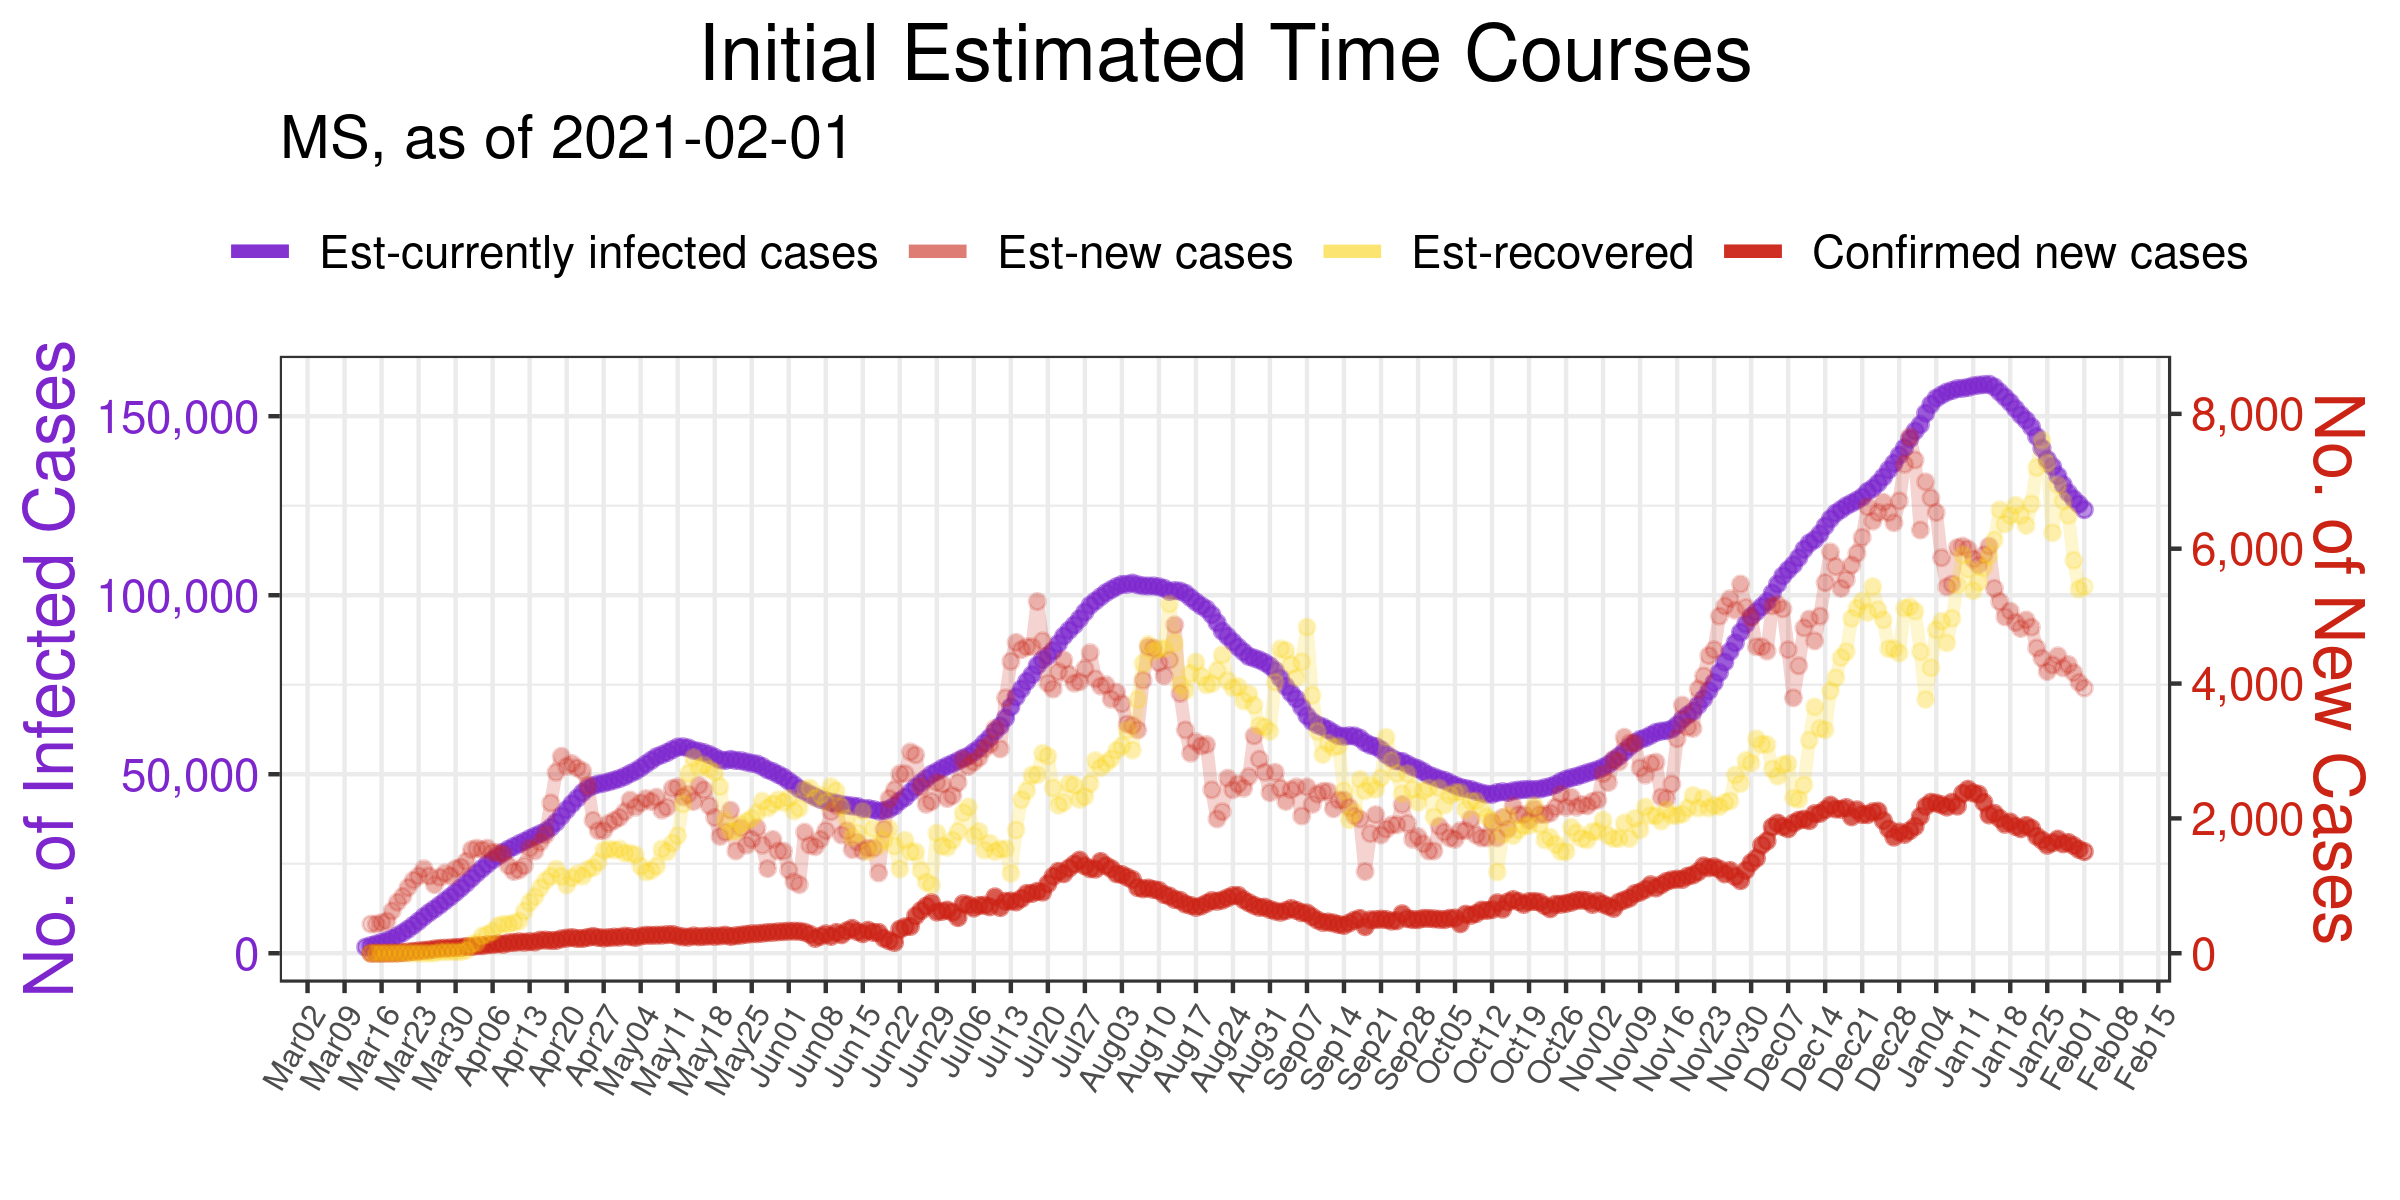 Initial Estimated Time Courses
MS, as of 2021-02-01
Est-currently infected cases
Est-new cases
Est-recovered
Confirmed new cases
No. of Infected Cases
150,000
100,000
50,000
0
8,000
6,000
4,000
2,000
0
No. of New Cases
Mar02
Mar09
Mar16
Mar23
Mar30
Apr06
Apr13
Apr20
Apr27
May04
May11
May18
May25
Jun01
Jun08
Jun15
Jun22
Jun29
Jul06
Jul13
Jul20
Jul27
Aug03
Aug10
Aug17
Aug24
Aug31
Sep07
Sep14
Sep21
Sep28
Oct05
Oct12
Oct19
Oct26
Nov02
Nov09
Nov16
Nov23
Nov30
Dec07
Dec14
Dec21
Dec28
Jan04
Jan11
Jan18
Jan25
Feb01
Feb08
Feb15